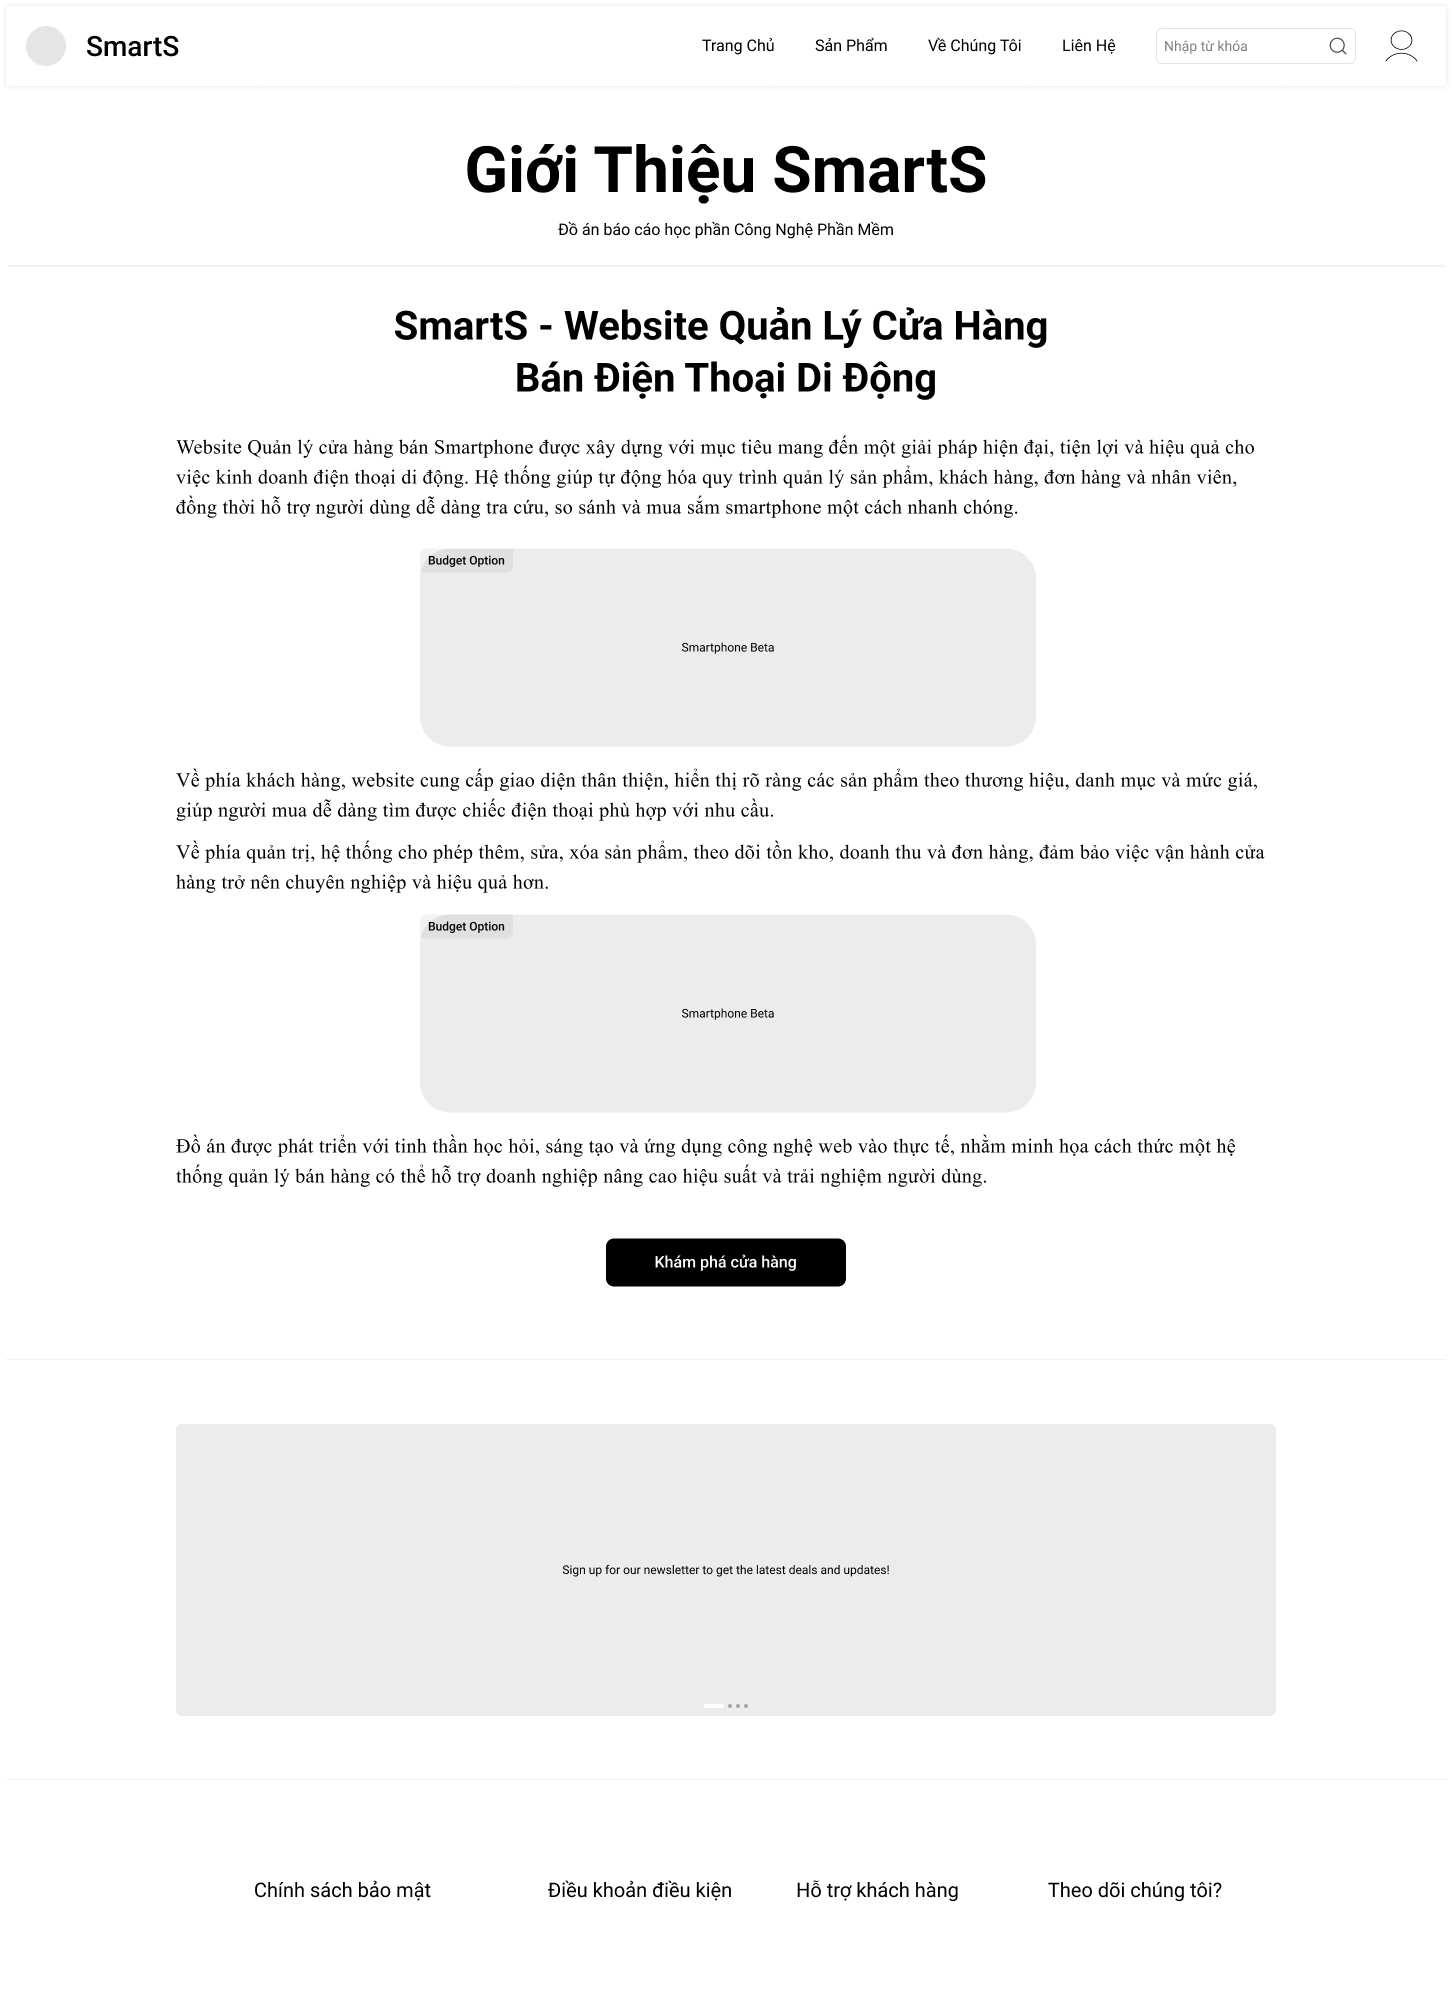 SmartS
Trang Chủ
Sản Phẩm
Về Chúng Tôi
Liên Hệ
Nhập từ khóa
Giới Thiệu SmartS
Đồ án báo cáo học phần Công Nghệ Phần Mềm
SmartS - Website Quản Lý Cửa Hàng
Bán Điện Thoại Di Động
Website Quản lý cửa hàng bán Smartphone được xây dựng với mục tiêu mang đến một giải pháp hiện đại, tiện lợi và hiệu quả cho
việc kinh doanh điện thoại di động. Hệ thống giúp tự động hóa quy trình quản lý sản phẩm, khách hàng, đơn hàng và nhân viên,
đồng thời hỗ trợ người dùng dễ dàng tra cứu, so sánh và mua sắm smartphone một cách nhanh chóng.
Budget Option
Smartphone Beta
Về phía khách hàng, website cung cấp giao diện thân thiện, hiển thị rõ ràng các sản phẩm theo thương hiệu, danh mục và mức giá,
giúp người mua dễ dàng tìm được chiếc điện thoại phù hợp với nhu cầu.
Về phía quản trị, hệ thống cho phép thêm, sửa, xóa sản phẩm, theo dõi tồn kho, doanh thu và đơn hàng, đảm bảo việc vận hành cửa
hàng trở nên chuyên nghiệp và hiệu quả hơn.
Budget Option
Smartphone Beta
Đồ án được phát triển với tinh thần học hỏi, sáng tạo và ứng dụng công nghệ web vào thực tế, nhằm minh họa cách thức một hệ
thống quản lý bán hàng có thể hỗ trợ doanh nghiệp nâng cao hiệu suất và trải nghiệm người dùng.
Khám phá cửa hàng
Sign up for our newsletter to get the latest deals and updates!
Chính sách bảo mật
Điều khoản điều kiện
Hỗ trợ khách hàng
Theo dõi chúng tôi?